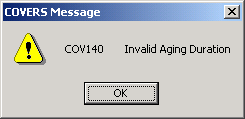 COVERS Message
COV140 Invalid Aging Duration
OK